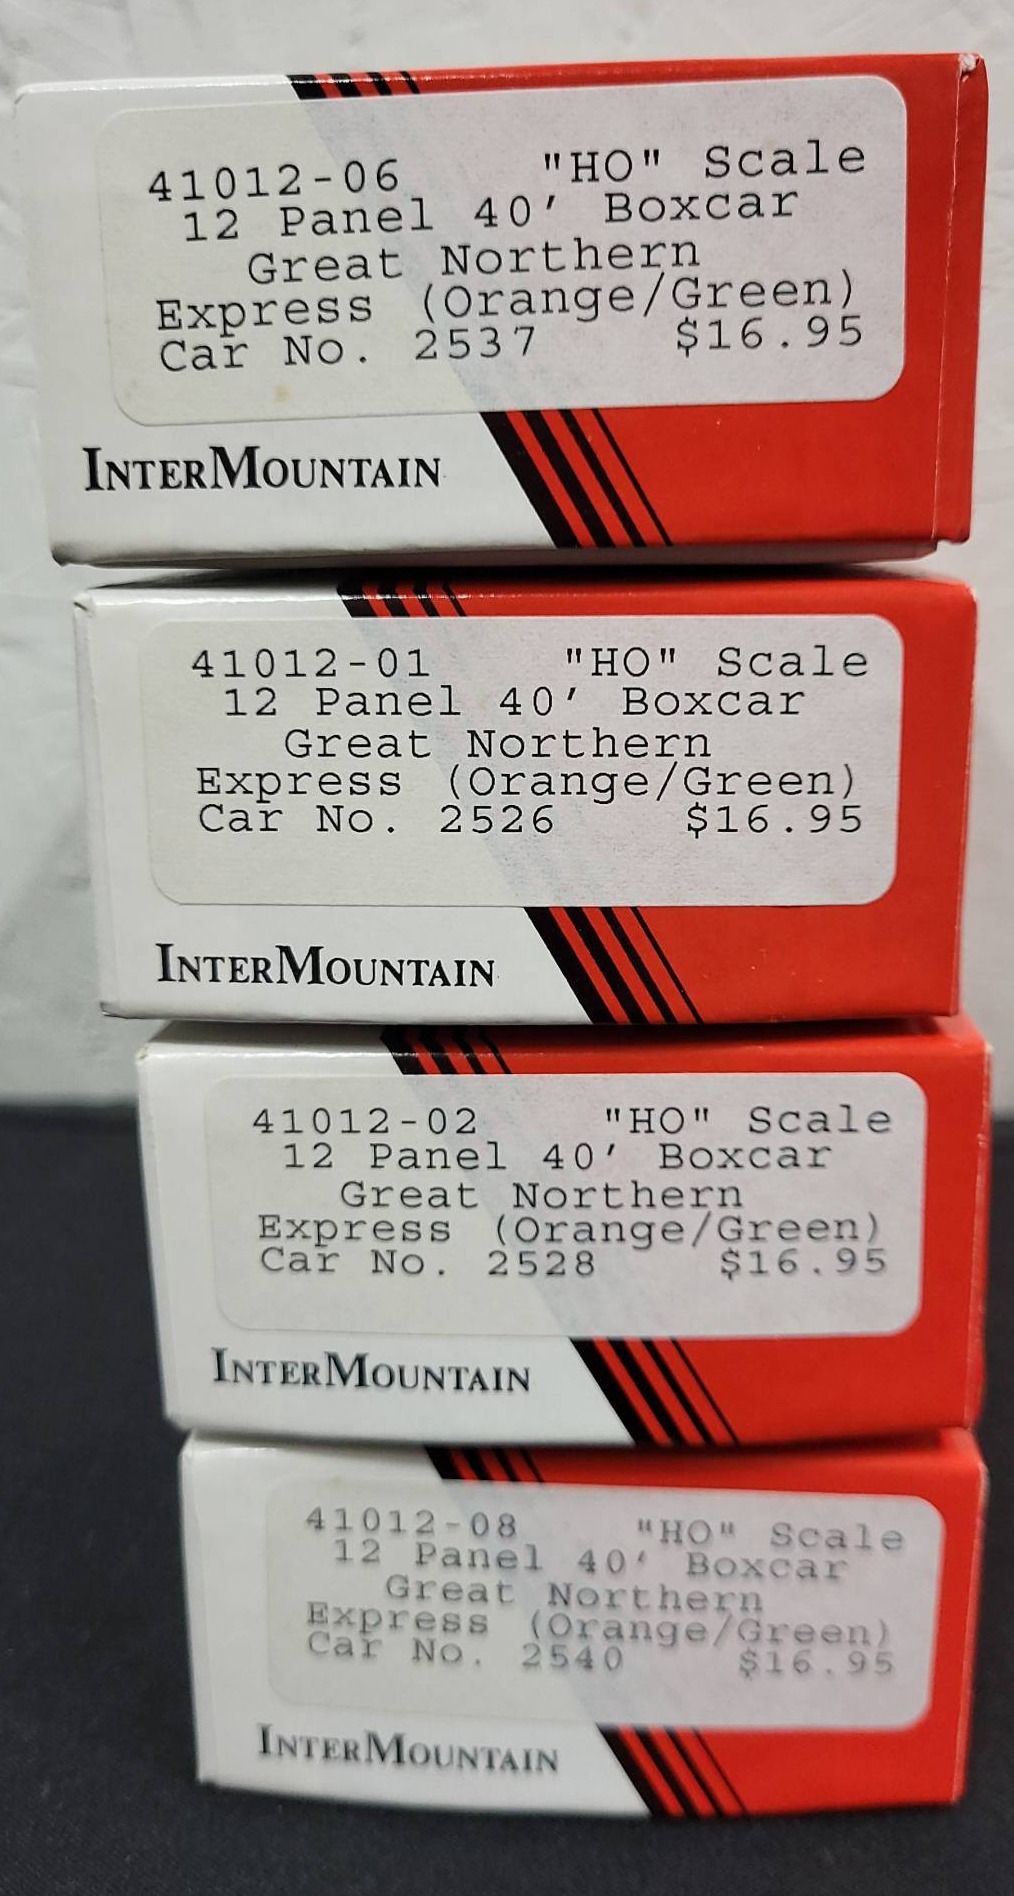 41012-06 "HO" Scale
12 Panel 40' Boxcar
Great Northern
Express (Orange/Green)
Car No. 2537 $16.95
INTERMOUNTAIN
41012-01 "HO" Scale
12 Panel 40' Boxcar
Great Northern
Express (Orange/Green)
Car No. 2526 $16.95
INTERMOUNTAIN
41012-02 "HO" Scale
12 Panel 40' Boxcar
Great Northern
Express (Orange/Green)
Car No. 2528 $16.95
INTERMOUNTAIN
41012-08 "HO" Scale
12 Panel 40' Boxcar
Great Northern
Express (Orange/Green)
Car No. 2540 $16.95
INTERMOUNTAIN